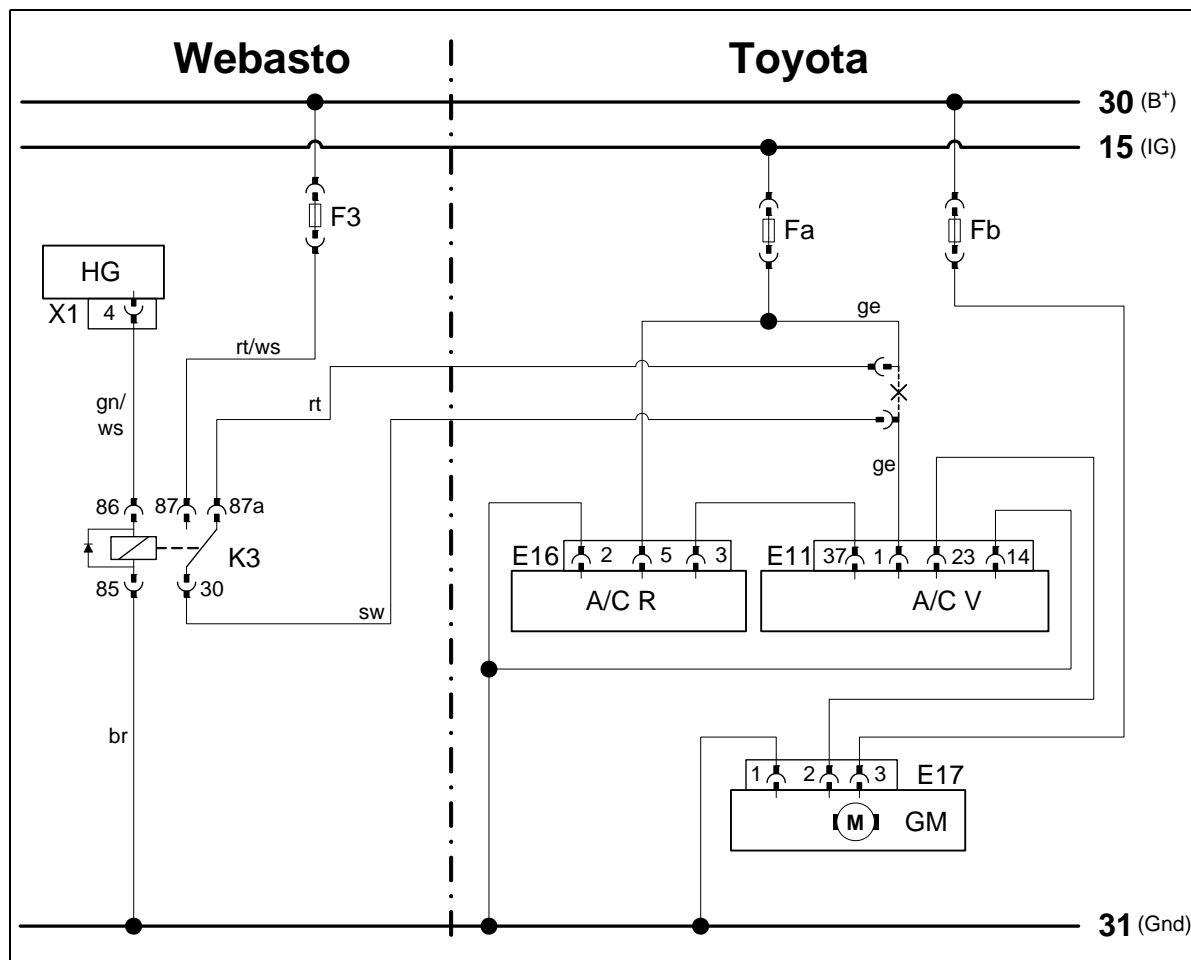 Webasto
Toyota
30 (B+)
15 (IG)
F3
Fa
Fb
HG
X1
4
ge
rt/ws
gn/
ws
rt
ge
86
87
87a
K3
85
30
sw
E16
2
5
3
E11
37
1
23
14
A/C R
A/C V
br
1
2
3
E17
M
GM
31 (Gnd)